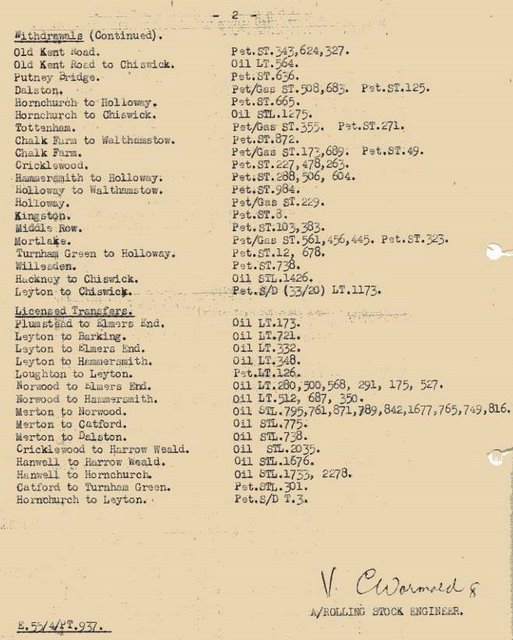 - 2 -
Withdrawals (Continued).
Old Kent Road. Pet.ST.343,624,327.
Old Kent Road to Chiswick. Oil LT.564.
Putney Bridge. Pet.ST.636.
Dalston. Pet/Gas ST.508,683. Pet.ST.125.
Hornchurch to Holloway. Pet.ST.665.
Hornchurch to Chiswick. Oil STL.1275.
Tottenham. Pet/Gas ST.355. Pet.ST.271.
Chalk Farm to Walthamstow. Pet.ST.872.
Chalk Farm. Pet/Gas ST.173,689. Pet.ST.49.
Cricklewood. Pet.ST.227,478,263.
Hammersmith to Holloway. Pet.ST.288,506, 604.
Holloway to Walthamstow. Pet.ST.984.
Holloway. Pet/Gas ST.229.
Kingston. Pet.ST.8.
Middle Row. Pet.ST.103,383.
Mortlake. Pet/Gas ST.561,456,445. Pet.ST.323.
Turnham Green to Holloway. Pet.ST.12, 678.
Willesden. Pet.ST.738.
Hackney to Chiswick. Oil STL.1426.
Leyton to Chiswick. Pet.S/D (33/20) LT.1173.
Licensed Transfers.
Plumstead to Elmers End. Oil LT.173.
Leyton to Barking. Oil LT.721.
Leyton to Elmers End. Oil LT.332.
Leyton to Hammersmith. Oil LT.348.
Loughton to Leyton. Pet.LT.126.
Norwood to Elmers End. Oil LT.280,500,568, 291, 175, 527.
Norwood to Hammersmith. Oil LT.512, 687, 350.
Merton to Norwood. Oil STL.795,761,871,789,842,1677,765,749,816.
Merton to Catford. Oil STL.775.
Merton to Dalston. Oil STL.738.
Cricklewood to Harrow Weald. Oil STL.2035.
Hanwell to Harrow Weald. Oil STL.1676.
Hanwell to Hornchurch. Oil STL.1733, 2278.
Catford to Turnham Green. Pet.STL.301.
Hornchurch to Leyton. Pet.S/D T.3.
V. C Wormald
A/ROLLING STOCK ENGINEER.
E.55/4/PT.937.